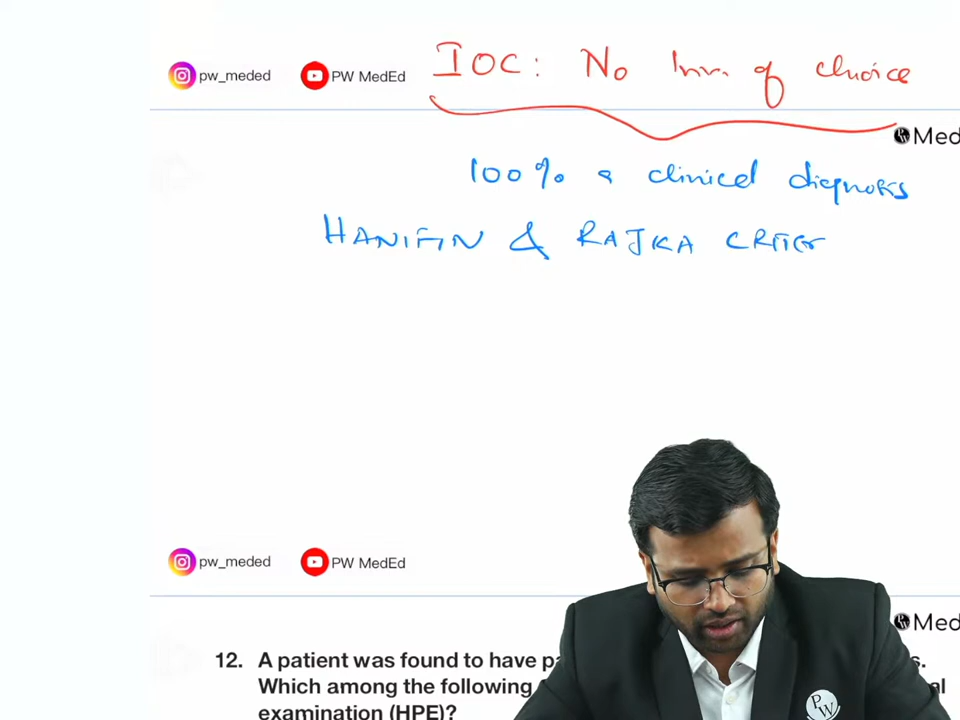 pw_meded PW MedEd IOC: No Inv. of choice
Med
100% a clinical diagnosis
HANIFIN & RAJKA CRITER
pw_meded PW MedEd
Med
12. A patient was found to have
Which among the following
examination (HPE)?
PW